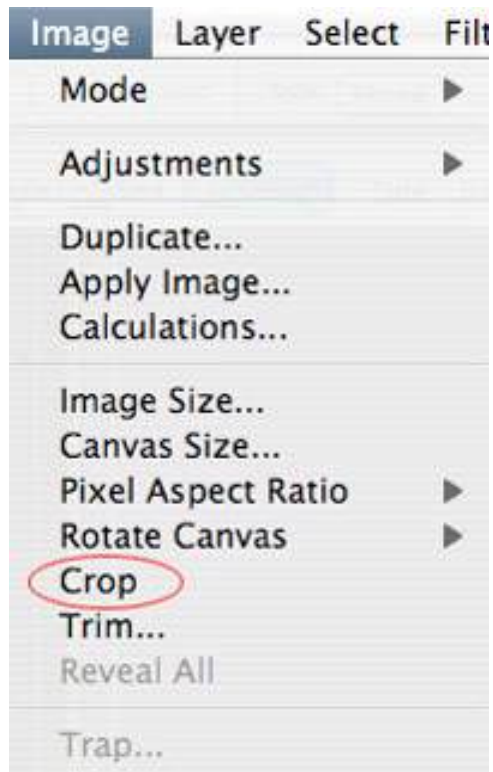 Image Layer Select Filt
Mode
Adjustments
Duplicate...
Apply Image...
Calculations...
Image Size...
Canvas Size...
Pixel Aspect Ratio
Rotate Canvas
Crop
Trim...
Reveal All
Trap...